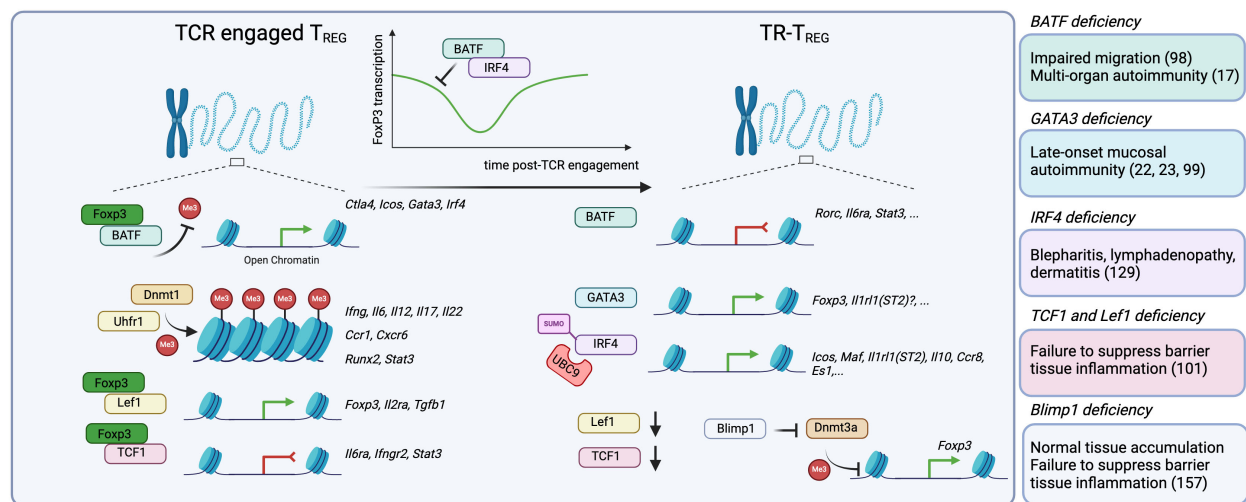 TCR engaged TREG
FoxP3 transcription
BATF
IRF4
time post-TCR engagement
TR-TREG
Foxp3
BATF
Me3
Ctla4, Icos, Gata3, Irf4
Open Chromatin
Dnmt1
Uhfr1
Me3
Me3
Me3
Me3
Me3
Ifng, Il6, Il12, Il17, Il22
Ccr1, Cxcr6
Runx2, Stat3
Foxp3
Lef1
Foxp3, Il2ra, Tgfb1
Foxp3
TCF1
Il6ra, Ifngr2, Stat3
BATF
Rorc, Il6ra, Stat3, ...
GATA3
Foxp3, Il1rl1(ST2)?, ...
SUMO
IRF4
UBC9
Icos, Maf, Il1rl1(ST2), Il10, Ccr8,
Es1,...
Lef1
TCF1
Blimp1
Dnmt3a
Me3
Foxp3
BATF deficiency
Impaired migration (98)
Multi-organ autoimmunity (17)
GATA3 deficiency
Late-onset mucosal
autoimmunity (22, 23, 99)
IRF4 deficiency
Blepharitis, lymphadenopathy,
dermatitis (129)
TCF1 and Lef1 deficiency
Failure to suppress barrier
tissue inflammation (101)
Blimp1 deficiency
Normal tissue accumulation
Failure to suppress barrier
tissue inflammation (157)